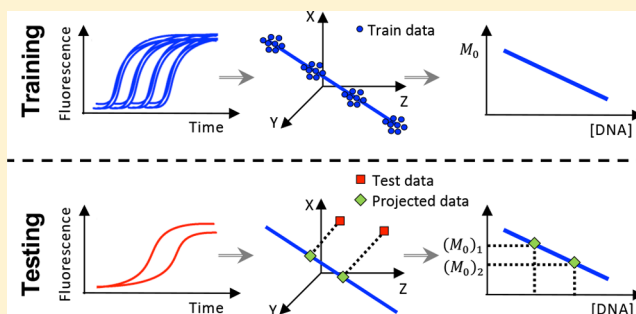 Training
Fluorescence
Time
X
Y
Z
Train data
M0
[DNA]
Testing
Fluorescence
Time
X
Y
Z
Test data
Projected data
(M0)1
(M0)2
[DNA]